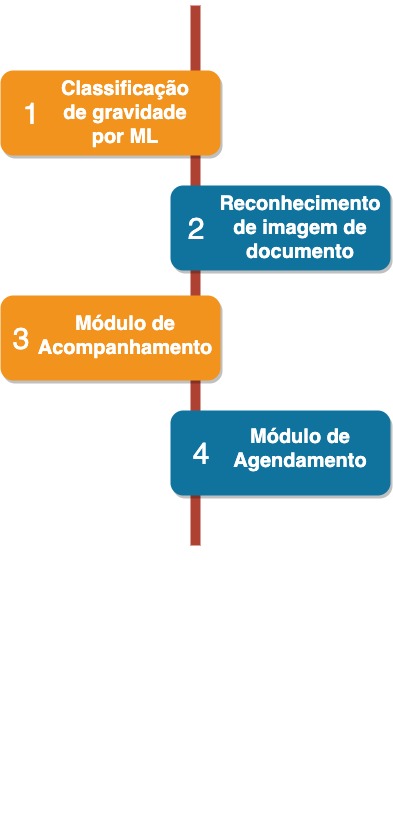 1
Classificação
de gravidade
por ML
2
Reconhecimento
de imagem de
documento
3
Módulo de
Acompanhamento
4
Módulo de
Agendamento